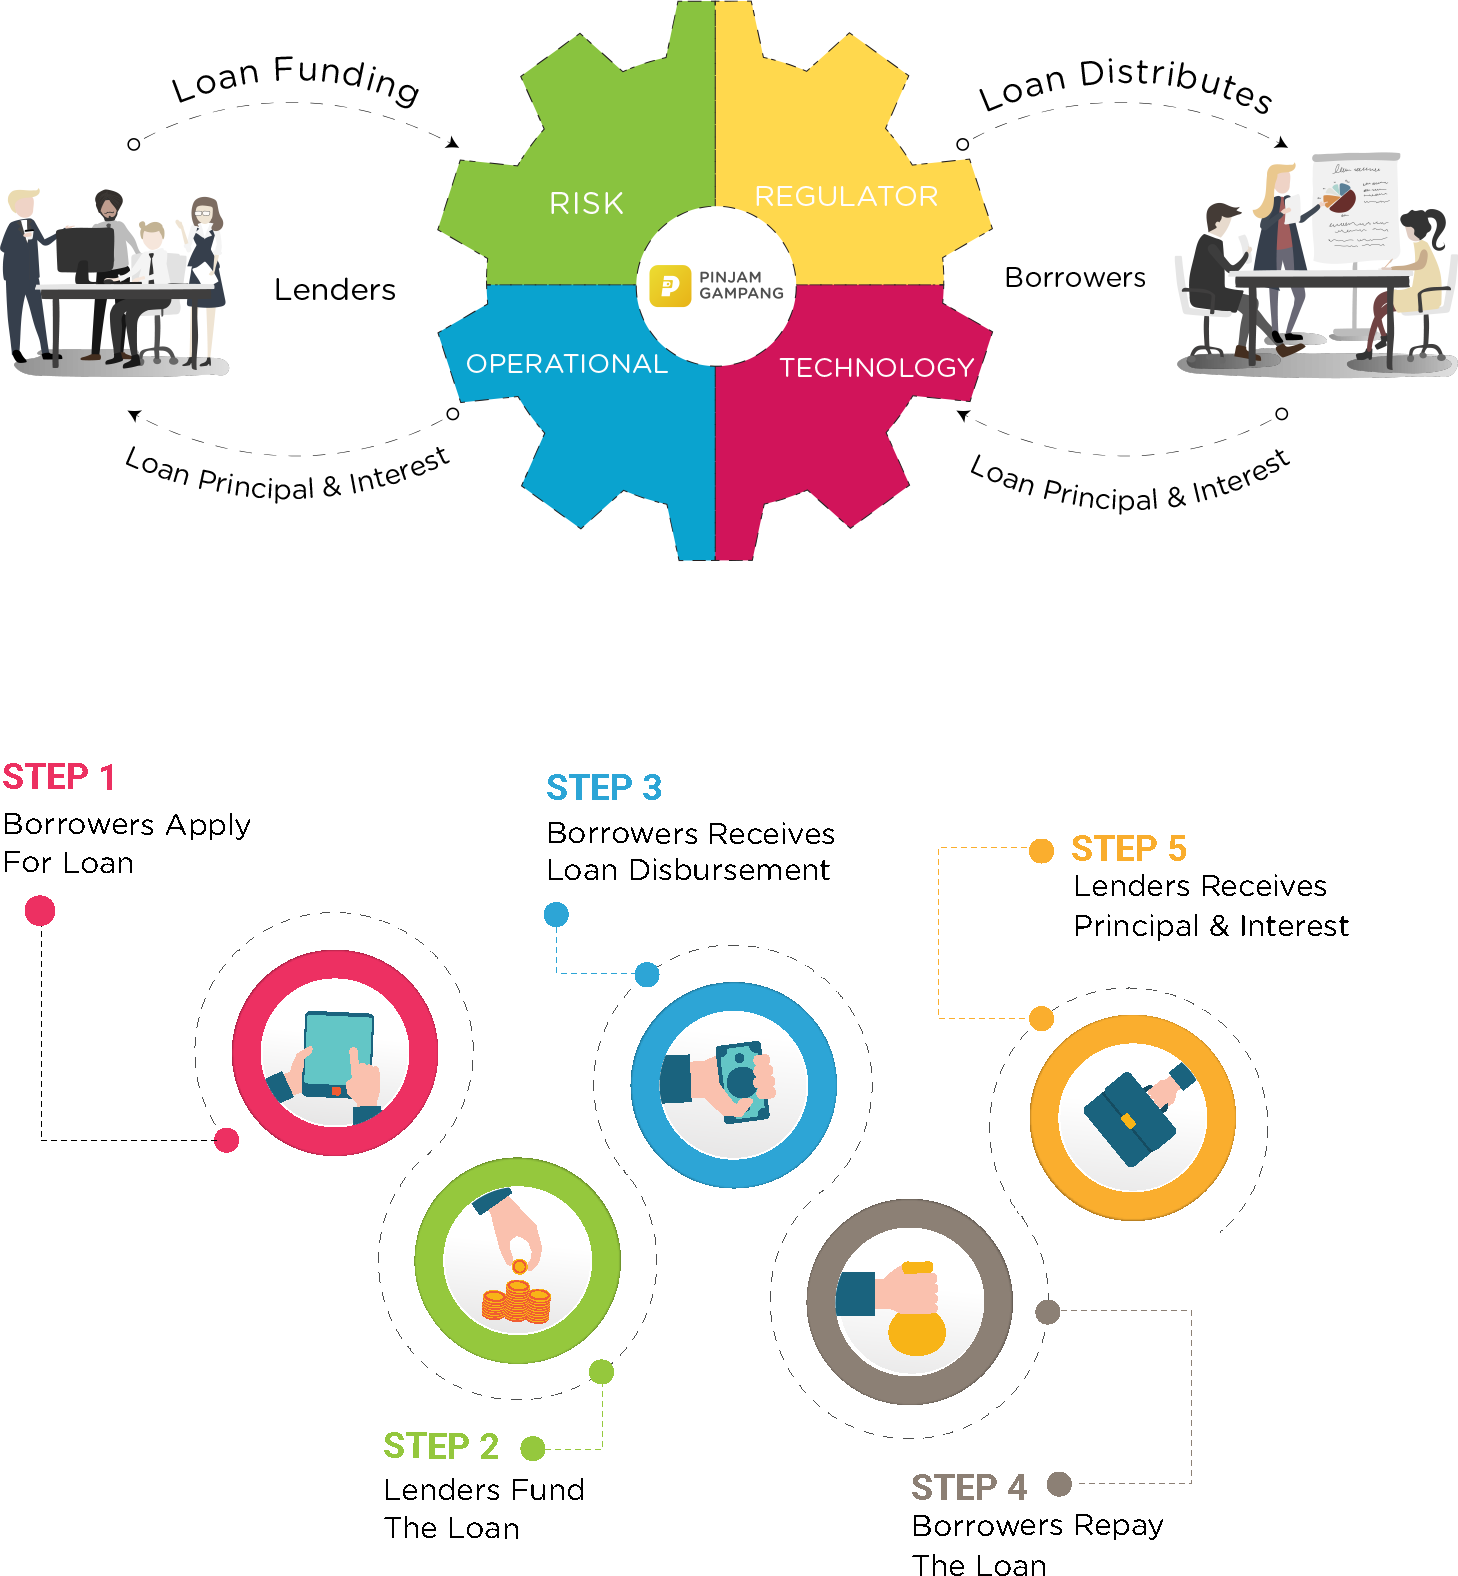 Loan Funding
Loan Distributes
RISK
REGULATOR
PINJAM
GAMPANG
Lenders
Borrowers
OPERATIONAL
TECHNOLOGY
Loan Principal & Interest
Loan Principal & Interest
STEP 1
Borrowers Apply
For Loan
STEP 3
Borrowers Receives
Loan Disbursement
STEP 5
Lenders Receives
Principal & Interest
STEP 2
Lenders Fund
The Loan
STEP 4
Borrowers Repay
The Loan